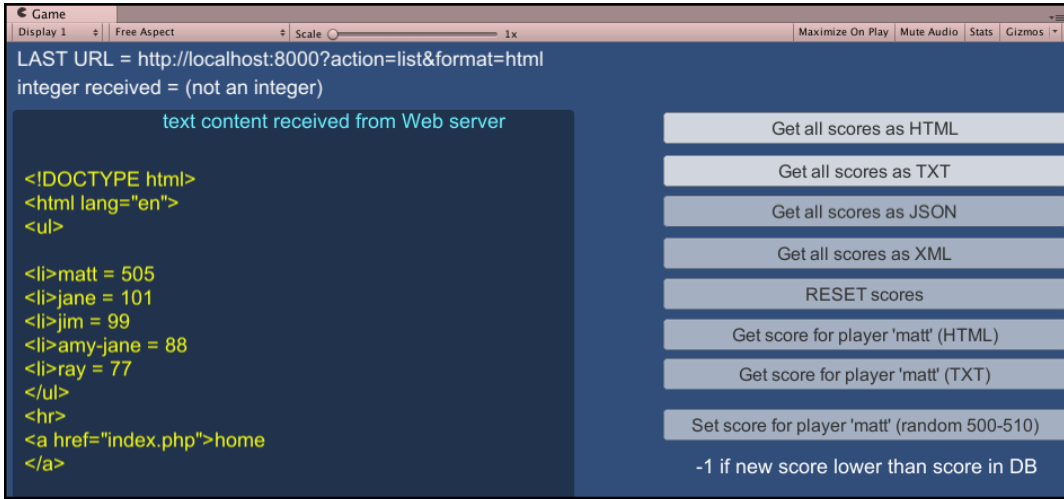 Game
Display 1 Free Aspect Scale 1x Maximize On Play Mute Audio Stats Gizmos
LAST URL = http://localhost:8000?action=list&format=html
integer received = (not an integer)
text content received from Web server
<!DOCTYPE html>
<html lang="en">
<ul>
<li>matt = 505
<li>jane = 101
<li>jim = 99
<li>amy-jane = 88
<li>ray = 77
</ul>
<hr>
<a href="index.php">home
</a>
Get all scores as HTML
Get all scores as TXT
Get all scores as JSON
Get all scores as XML
RESET scores
Get score for player 'matt' (HTML)
Get score for player 'matt' (TXT)
Set score for player 'matt' (random 500-510)
-1 if new score lower than score in DB